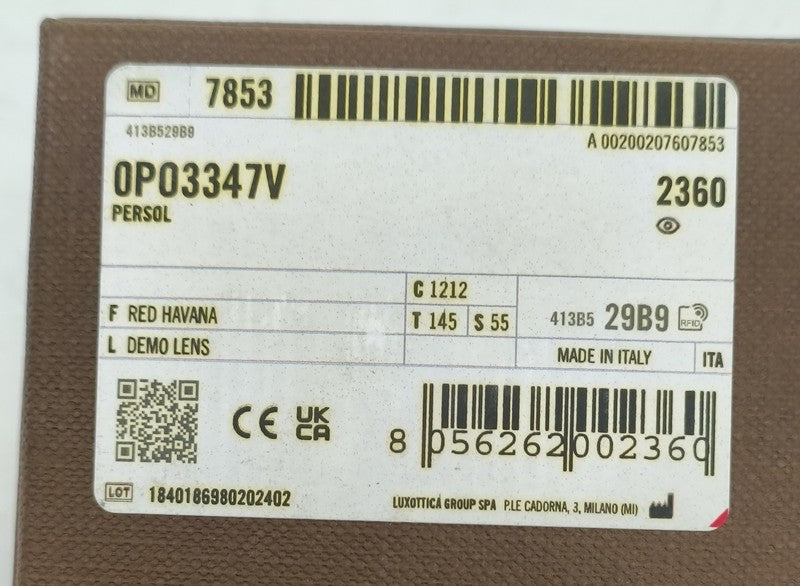 MD 7853
A 00200207607853
413B529B9
0PO3347V
2360
PERSOL
C 1212
F RED HAVANA
T 145 S 55
413B5 29B9 RFID
L DEMO LENS
MADE IN ITALY ITA
CE UK CA
8 056262 002360
LOT 1840186980202402
LUXOTTICA GROUP SPA P.LE CADORNA, 3, MILANO (MI)